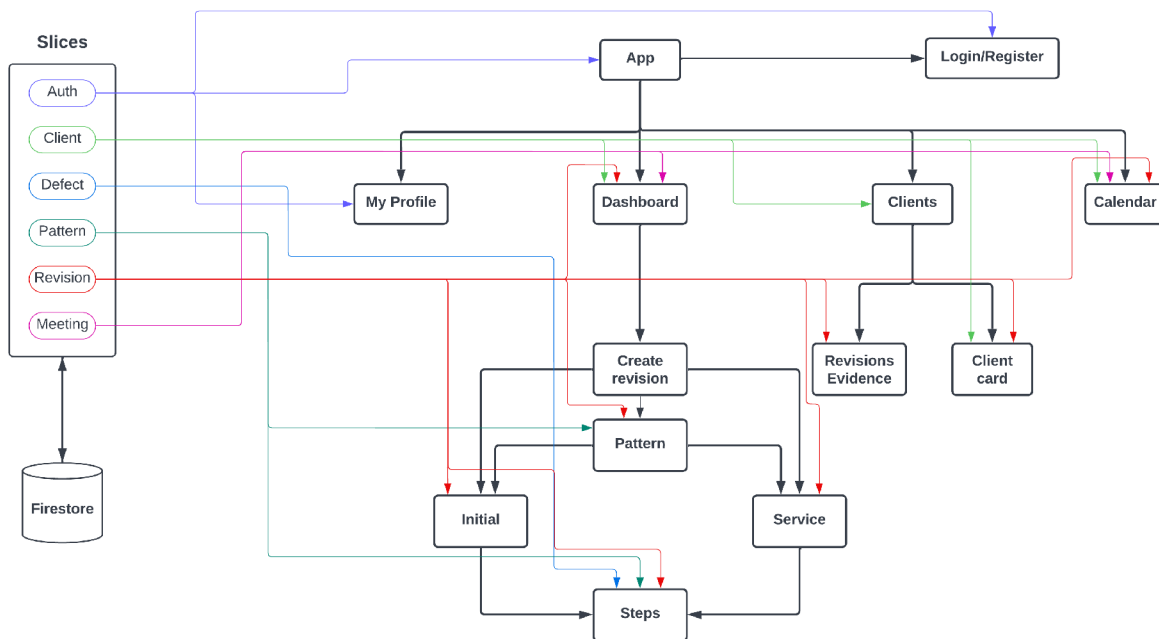 Slices
App
Login/Register
Auth
Client
Defect
My Profile
Dashboard
Clients
Calendar
Pattern
Revision
Meeting
Create
revision
Revisions
Evidence
Client
card
Pattern
Firestore
Initial
Service
Steps